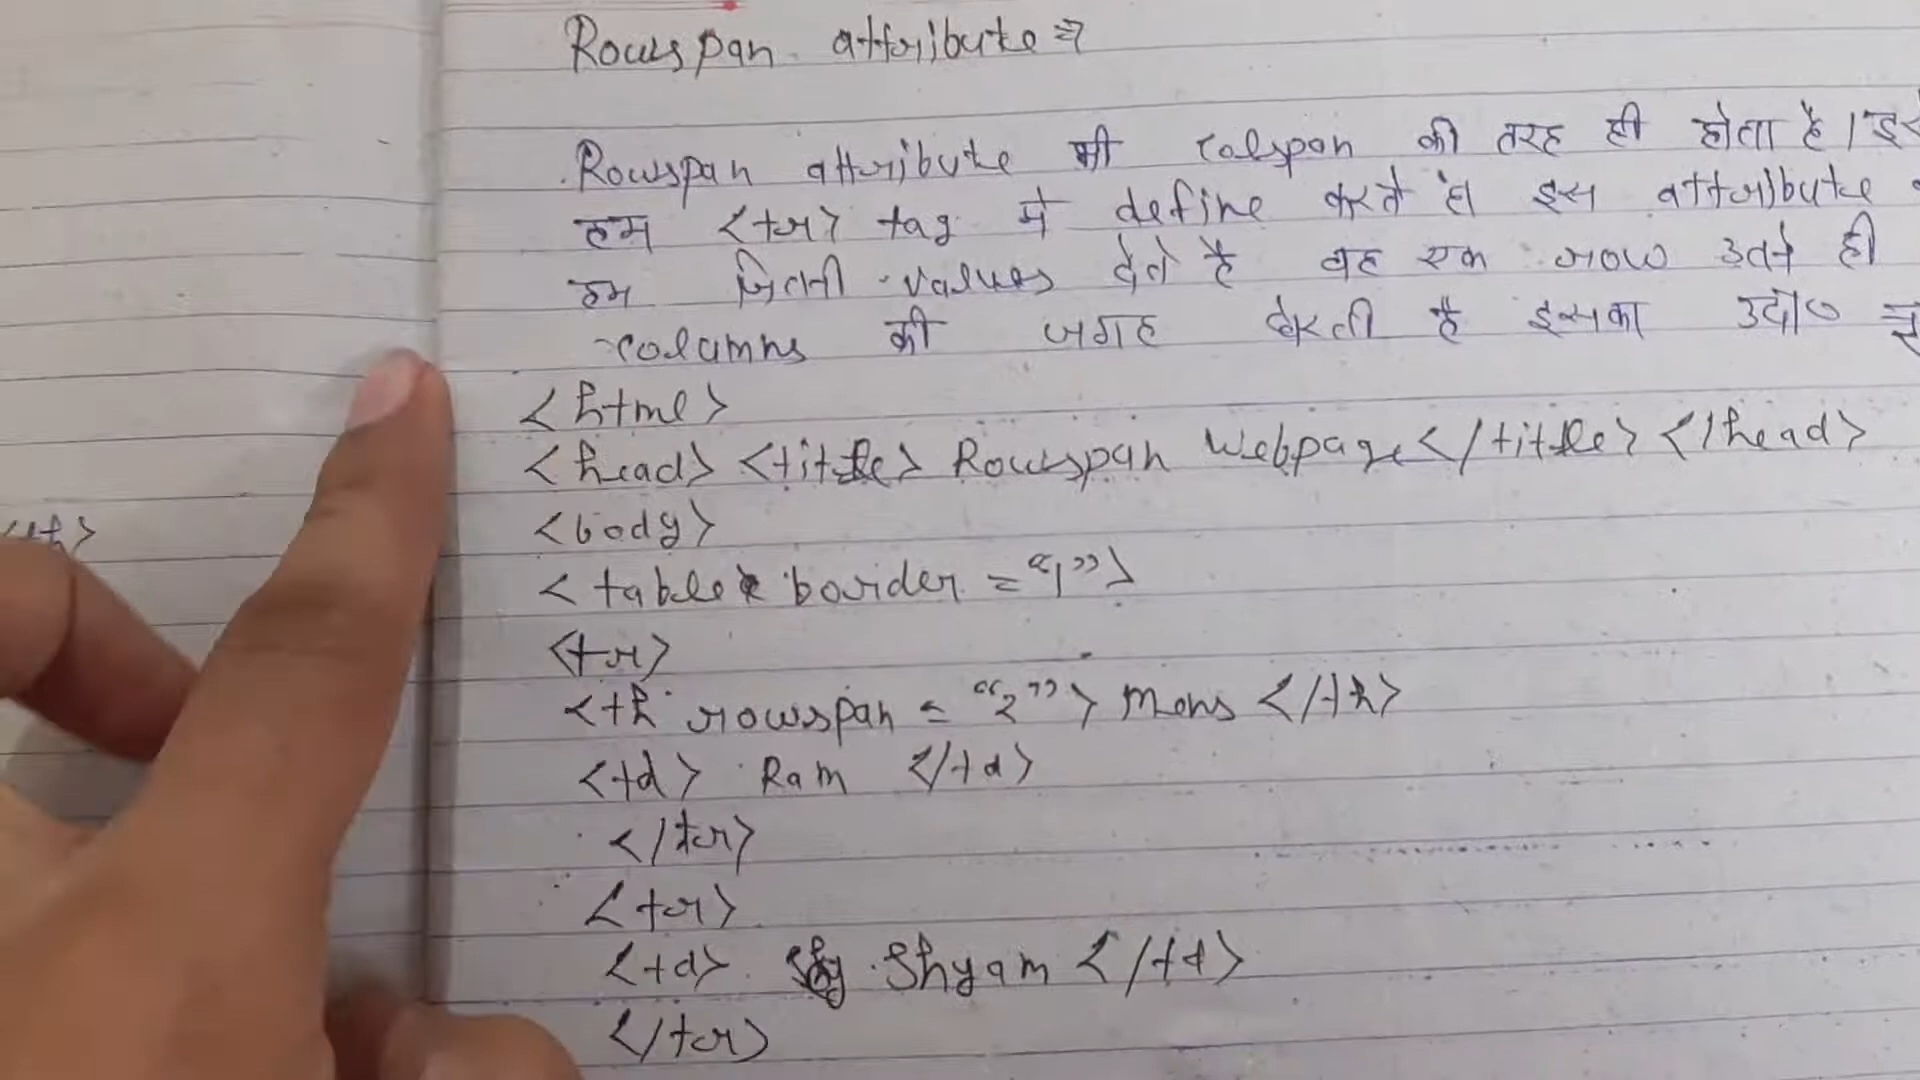 Rowspan attribute ⇒
Rowspan attribute भी colspan की तरह ही होता है।
हम <tr> tag में define करते है। इस attribute
हम जितनी values देते है वह एक row उतने ही
columns की जगह घेरती है इसका उदा०
<html>
<head> <title> Rowspan Webpage </title> </head>
<body>
< table border = “1”>
<tr>
<th rowspan = “2” > Mens </th>
<td> Ram </td>
</tr>
<tr>
<td> Shyam </td>
</tr>